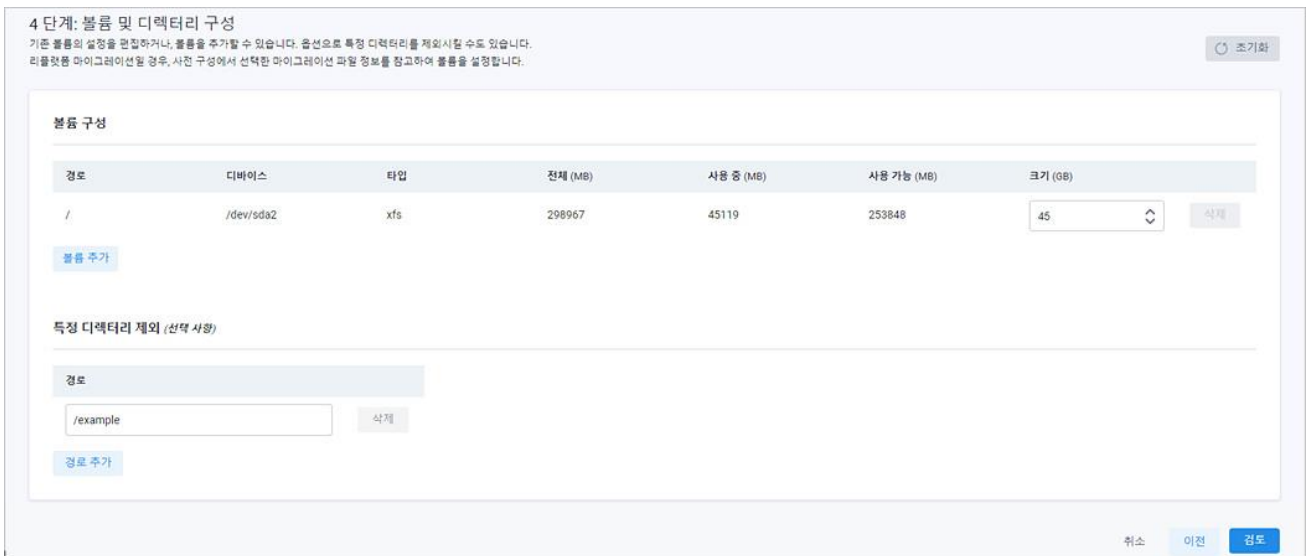 4 단계: 볼륨 및 디렉터리 구성
기존 볼륨의 설정을 편집하거나, 볼륨을 추가할 수 있습니다. 옵션으로 특정 디렉터리를 제외시킬 수도 있습니다.
리플랫폼 마이그레이션일 경우, 사전 구성에서 선택한 마이그레이션 파일 정보를 참고하여 볼륨을 설정합니다.
초기화
볼륨 구성
경로 디바이스 타입 전체 (MB) 사용 중 (MB) 사용 가능 (MB) 크기 (GB)
/ /dev/sda2 xfs 298967 45119 253848 45 삭제
볼륨 추가
특정 디렉터리 제외 (선택 사항)
경로
/example 삭제
경로 추가
취소 이전 검토